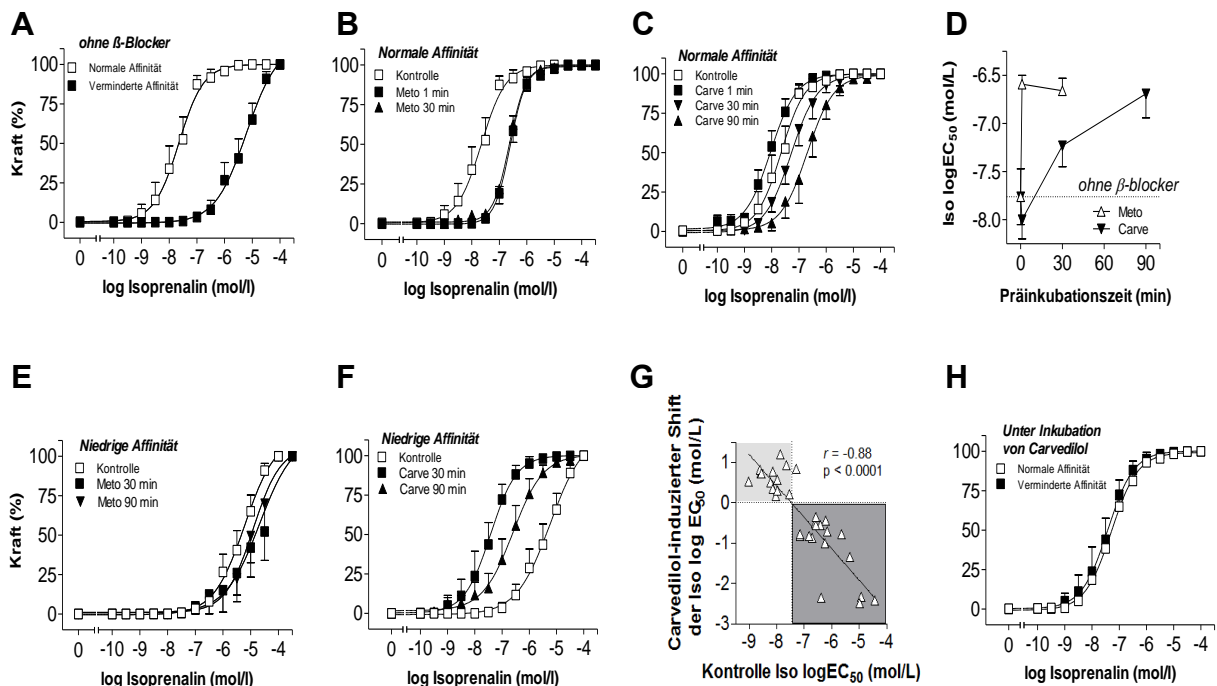 A
ohne ß-Blocker
Normale Affinität
Verminderte Affinität
Kraft (%)
100
75
50
25
0
0 -10 -9 -8 -7 -6 -5 -4
log Isoprenalin (mol/l)
B
Normale Affinität
Kontrolle
Meto 1 min
Meto 30 min
100
75
50
25
0
0 -10 -9 -8 -7 -6 -5 -4
log Isoprenalin (mol/l)
C
Normale Affinität
Kontrolle
Carve 1 min
Carve 30 min
Carve 90 min
100
75
50
25
0
0 -10 -9 -8 -7 -6 -5 -4
log Isoprenalin (mol/l)
D
Iso logEC50 (mol/L)
-6.5
-7.0
-7.5
-8.0
ohne β-blocker
Meto
Carve
0 30 60 90
Präinkubationszeit (min)
E
Niedrige Affinität
Kontrolle
Meto 30 min
Meto 90 min
Kraft (%)
100
75
50
25
0
0 -10 -9 -8 -7 -6 -5 -4
log Isoprenalin (mol/l)
F
Niedrige Affinität
Kontrolle
Carve 30 min
Carve 90 min
100
75
50
25
0
0 -10 -9 -8 -7 -6 -5 -4
log Isoprenalin (mol/l)
G
Carvedilol-induzierter Shift
der Iso log EC50 (mol/L)
r = -0.88
p < 0.0001
1
0
-1
-2
-3
-9 -8 -7 -6 -5 -4
Kontrolle Iso logEC50 (mol/L)
H
Unter Inkubation
von Carvedilol
Normale Affinität
Verminderte Affinität
100
75
50
25
0
0 -10 -9 -8 -7 -6 -5 -4
log Isoprenalin (mol/l)